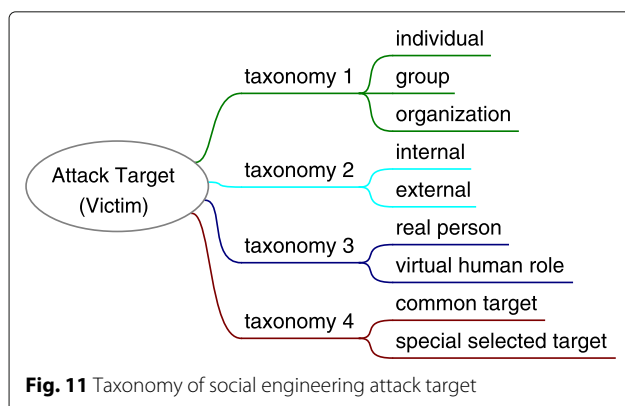 Attack Target
(Victim)
taxonomy 1
individual
group
organization
taxonomy 2
internal
external
taxonomy 3
real person
virtual human role
taxonomy 4
common target
special selected target
Fig. 11 Taxonomy of social engineering attack target